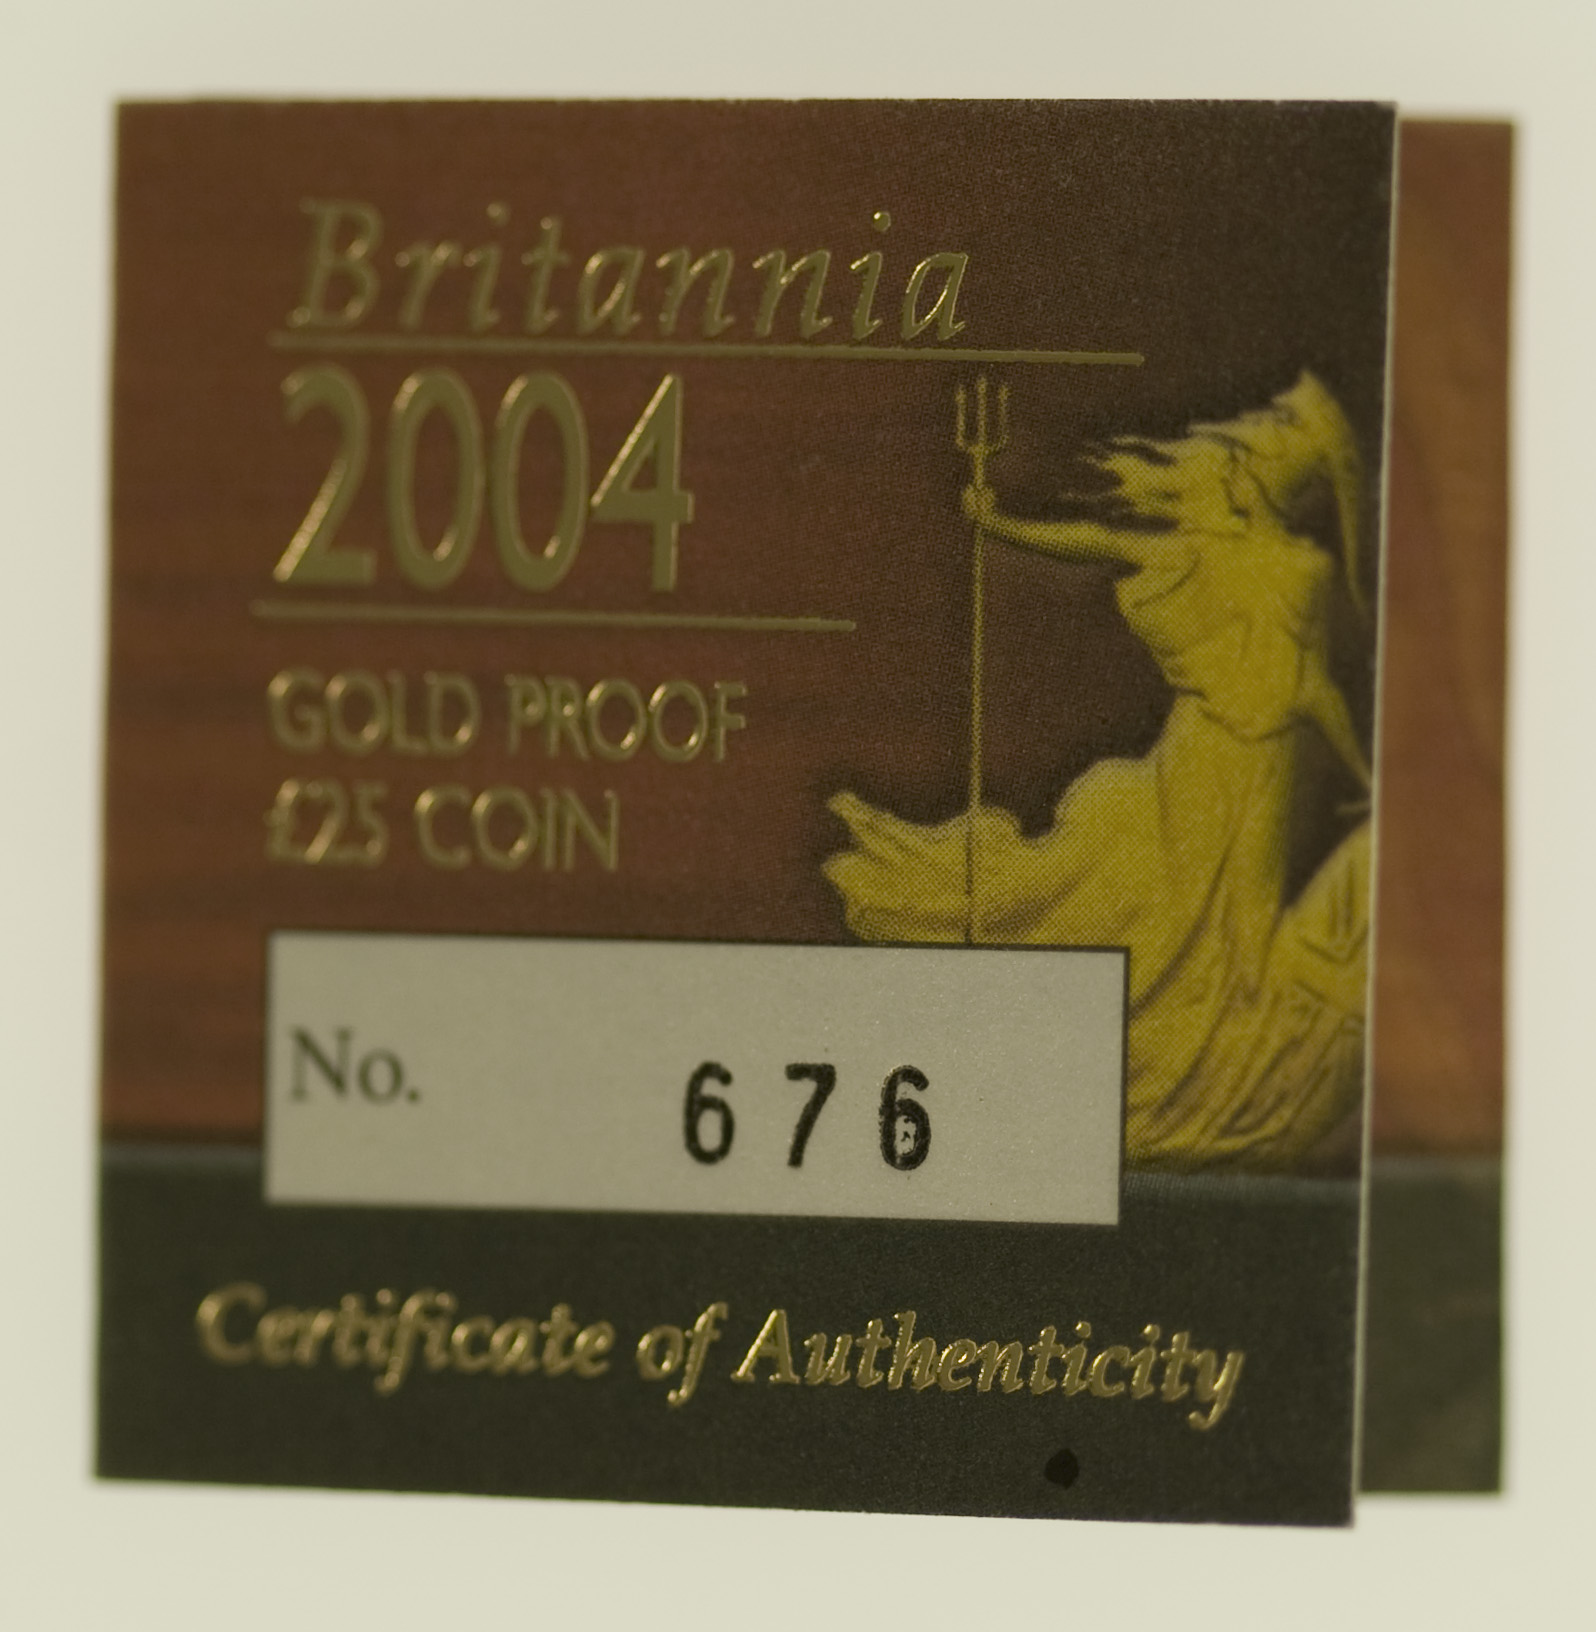 Britannia
2004
GOLD PROOF
£25 COIN
No. 676
Certificate of Authenticity